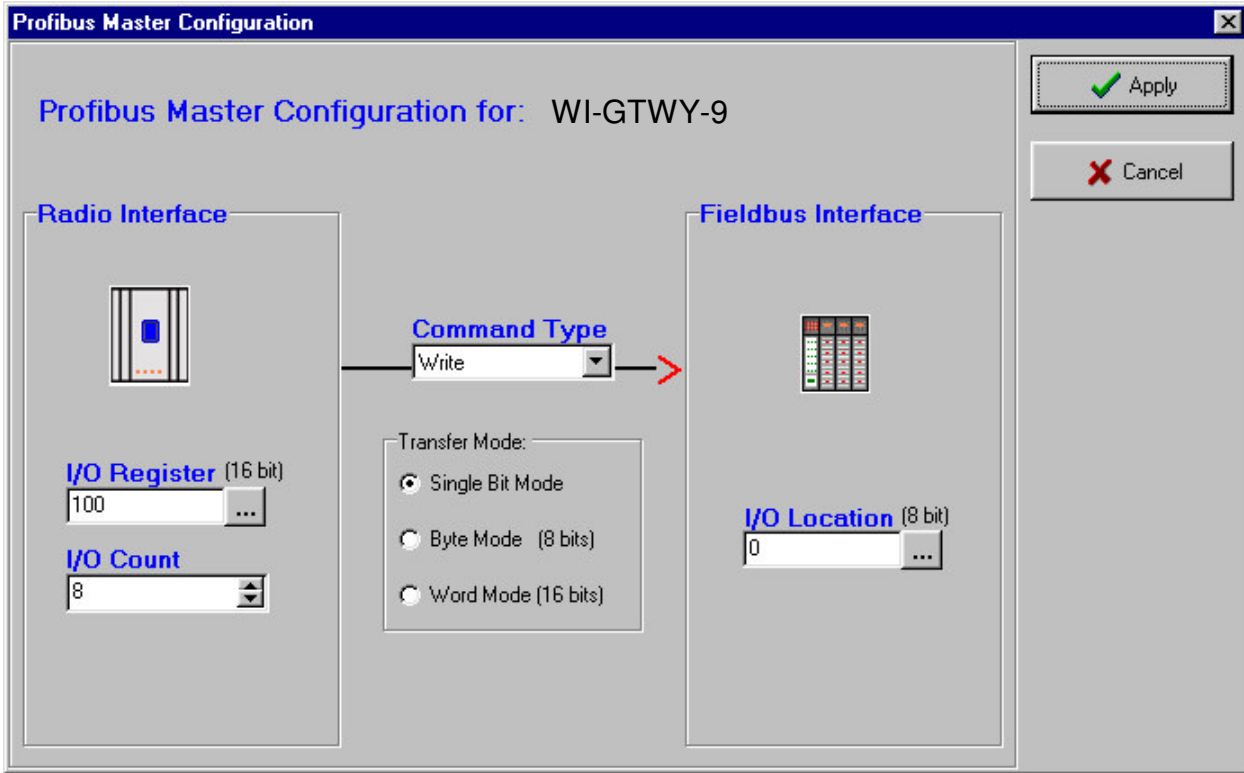 Profibus Master Configuration
Profibus Master Configuration for: WI-GTWY-9
Apply
Cancel
Radio Interface
I/O Register (16 bit)
100
...
I/O Count
8
Command Type
Write
Transfer Mode:
Single Bit Mode
Byte Mode (8 bits)
Word Mode (16 bits)
Fieldbus Interface
I/O Location (8 bit)
0
...